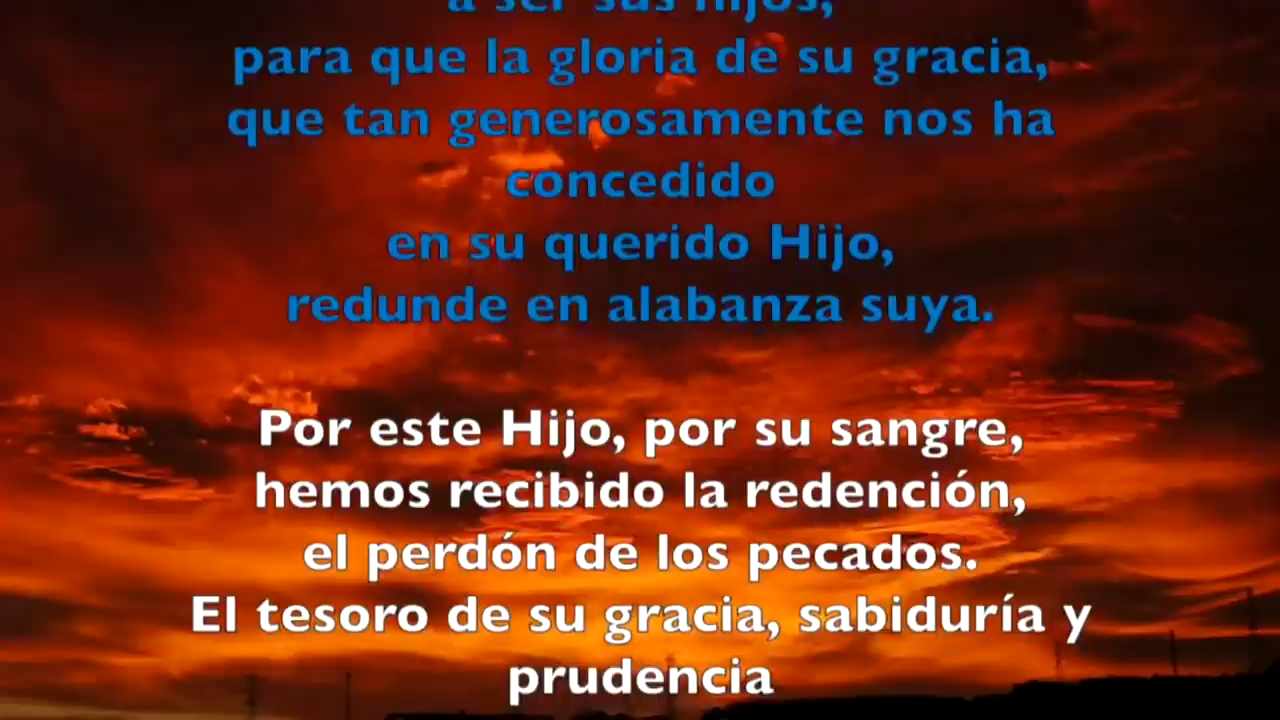 a ser sus hijos,
para que la gloria de su gracia,
que tan generosamente nos ha
concedido
en su querido Hijo,
redunde en alabanza suya.
Por este Hijo, por su sangre,
hemos recibido la redención,
el perdón de los pecados.
El tesoro de su gracia, sabiduría y
prudencia